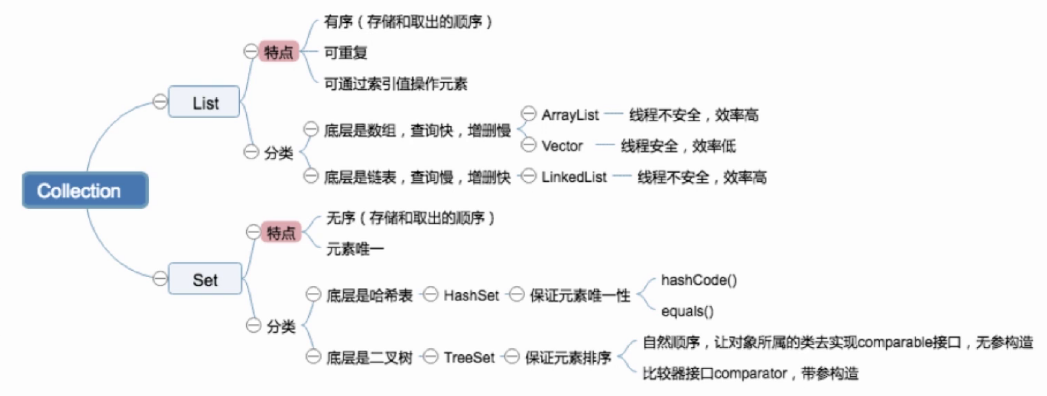 Collection
List
特点
有序（存储和取出的顺序）
可重复
可通过索引值操作元素
分类
底层是数组，查询快，增删慢
ArrayList
线程不安全，效率高
Vector
线程安全，效率低
底层是链表，查询慢，增删快
LinkedList
线程不安全，效率高
Set
特点
无序（存储和取出的顺序）
元素唯一
分类
底层是哈希表
HashSet
保证元素唯一性
hashCode()
equals()
底层是二叉树
TreeSet
保证元素排序
自然顺序，让对象所属的类去实现comparable接口，无参构造
比较器接口comparator，带参构造